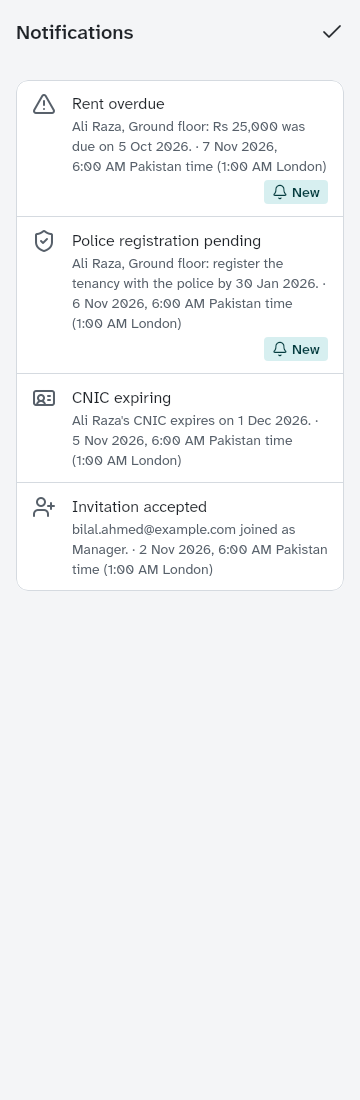 Notifications
Rent overdue
Ali Raza, Ground floor: Rs 25,000 was
due on 5 Oct 2026. · 7 Nov 2026,
6:00 AM Pakistan time (1:00 AM London)
New
Police registration pending
Ali Raza, Ground floor: register the
tenancy with the police by 30 Jan 2026. ·
6 Nov 2026, 6:00 AM Pakistan time
(1:00 AM London)
New
CNIC expiring
Ali Raza's CNIC expires on 1 Dec 2026. ·
5 Nov 2026, 6:00 AM Pakistan time
(1:00 AM London)
Invitation accepted
bilal.ahmed@example.com joined as
Manager. · 2 Nov 2026, 6:00 AM Pakistan
time (1:00 AM London)